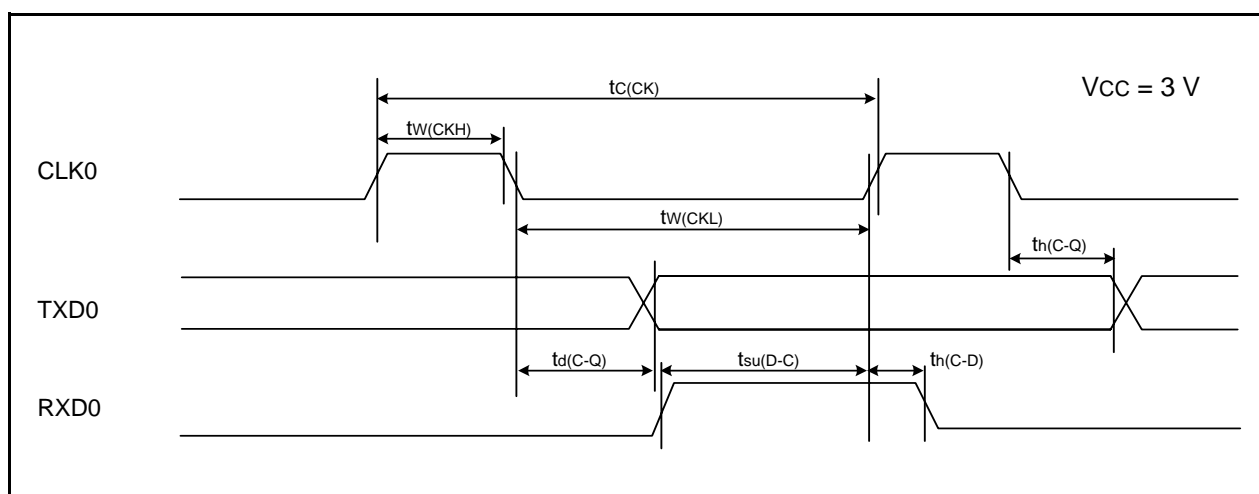 tC(CK)
VCC = 3 V
tW(CKH)
CLK0
tW(CKL)
th(C-Q)
TXD0
td(C-Q)
tsu(D-C)
th(C-D)
RXD0